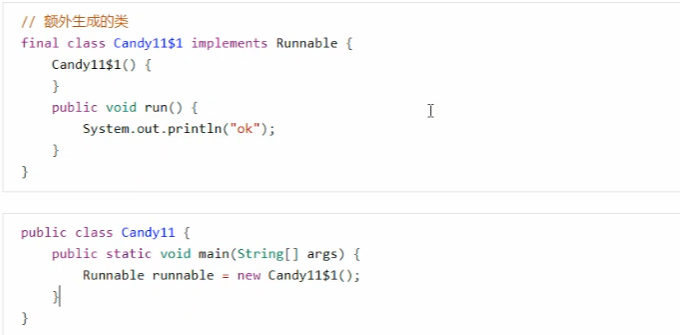 // 额外生成的类
final class Candy11$1 implements Runnable {
    Candy11$1() {
    }
    public void run() {
        System.out.println("ok");
    }
}
public class Candy11 {
    public static void main(String[] args) {
        Runnable runnable = new Candy11$1();
    }
}